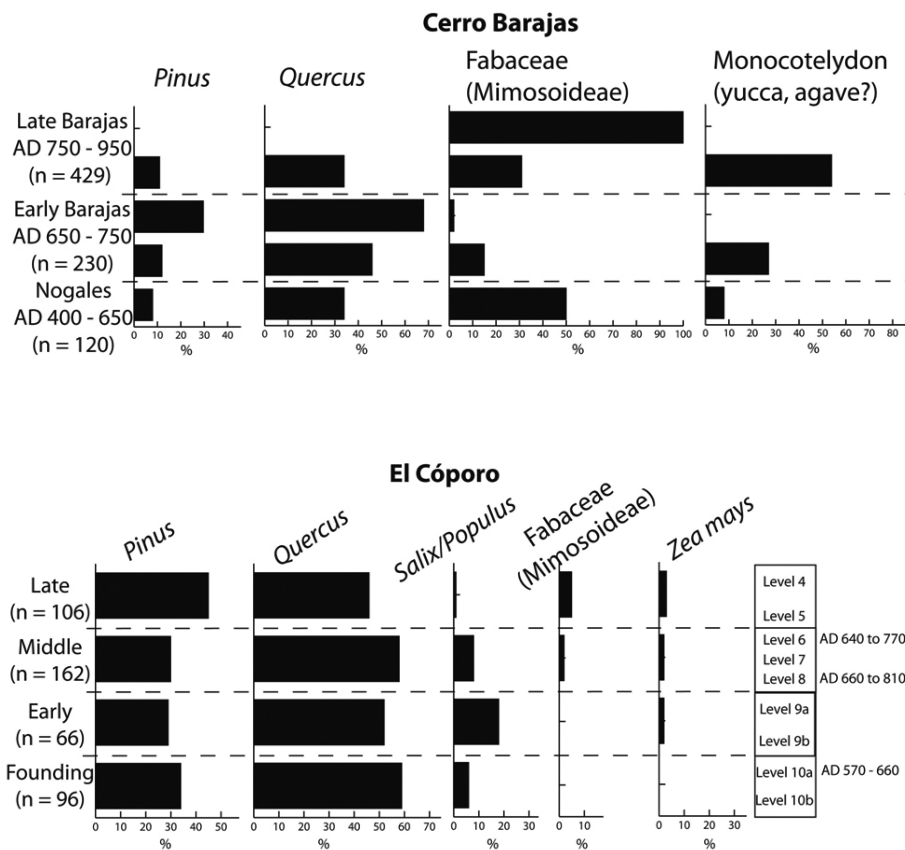 Cerro Barajas
Pinus
Quercus
Fabaceae
(Mimosoideae)
Monocotelydon
(yucca, agave?)
Late Barajas
AD 750 - 950
(n = 429)
Early Barajas
AD 650 - 750
(n = 230)
Nogales
AD 400 - 650
(n = 120)
0 10 20 30 40
%
0 10 20 30 40 50 60 70
%
0 10 20 30 40 50 60 70 80 90 100
%
0 10 20 30 40 50 60 70 80
%
El Cóporo
Pinus
Quercus
Salix/Populus
Fabaceae
(Mimosoideae)
Zea mays
Late
(n = 106)
Middle
(n = 162)
Early
(n = 66)
Founding
(n = 96)
Level 4
Level 5
Level 6
AD 640 to 770
Level 7
Level 8
AD 660 to 810
Level 9a
Level 9b
Level 10a
AD 570 - 660
Level 10b
0 10 20 30 40 50
%
0 10 20 30 40 50 60 70
%
0 10 20 30
%
0 10
%
0 10 20 30
%